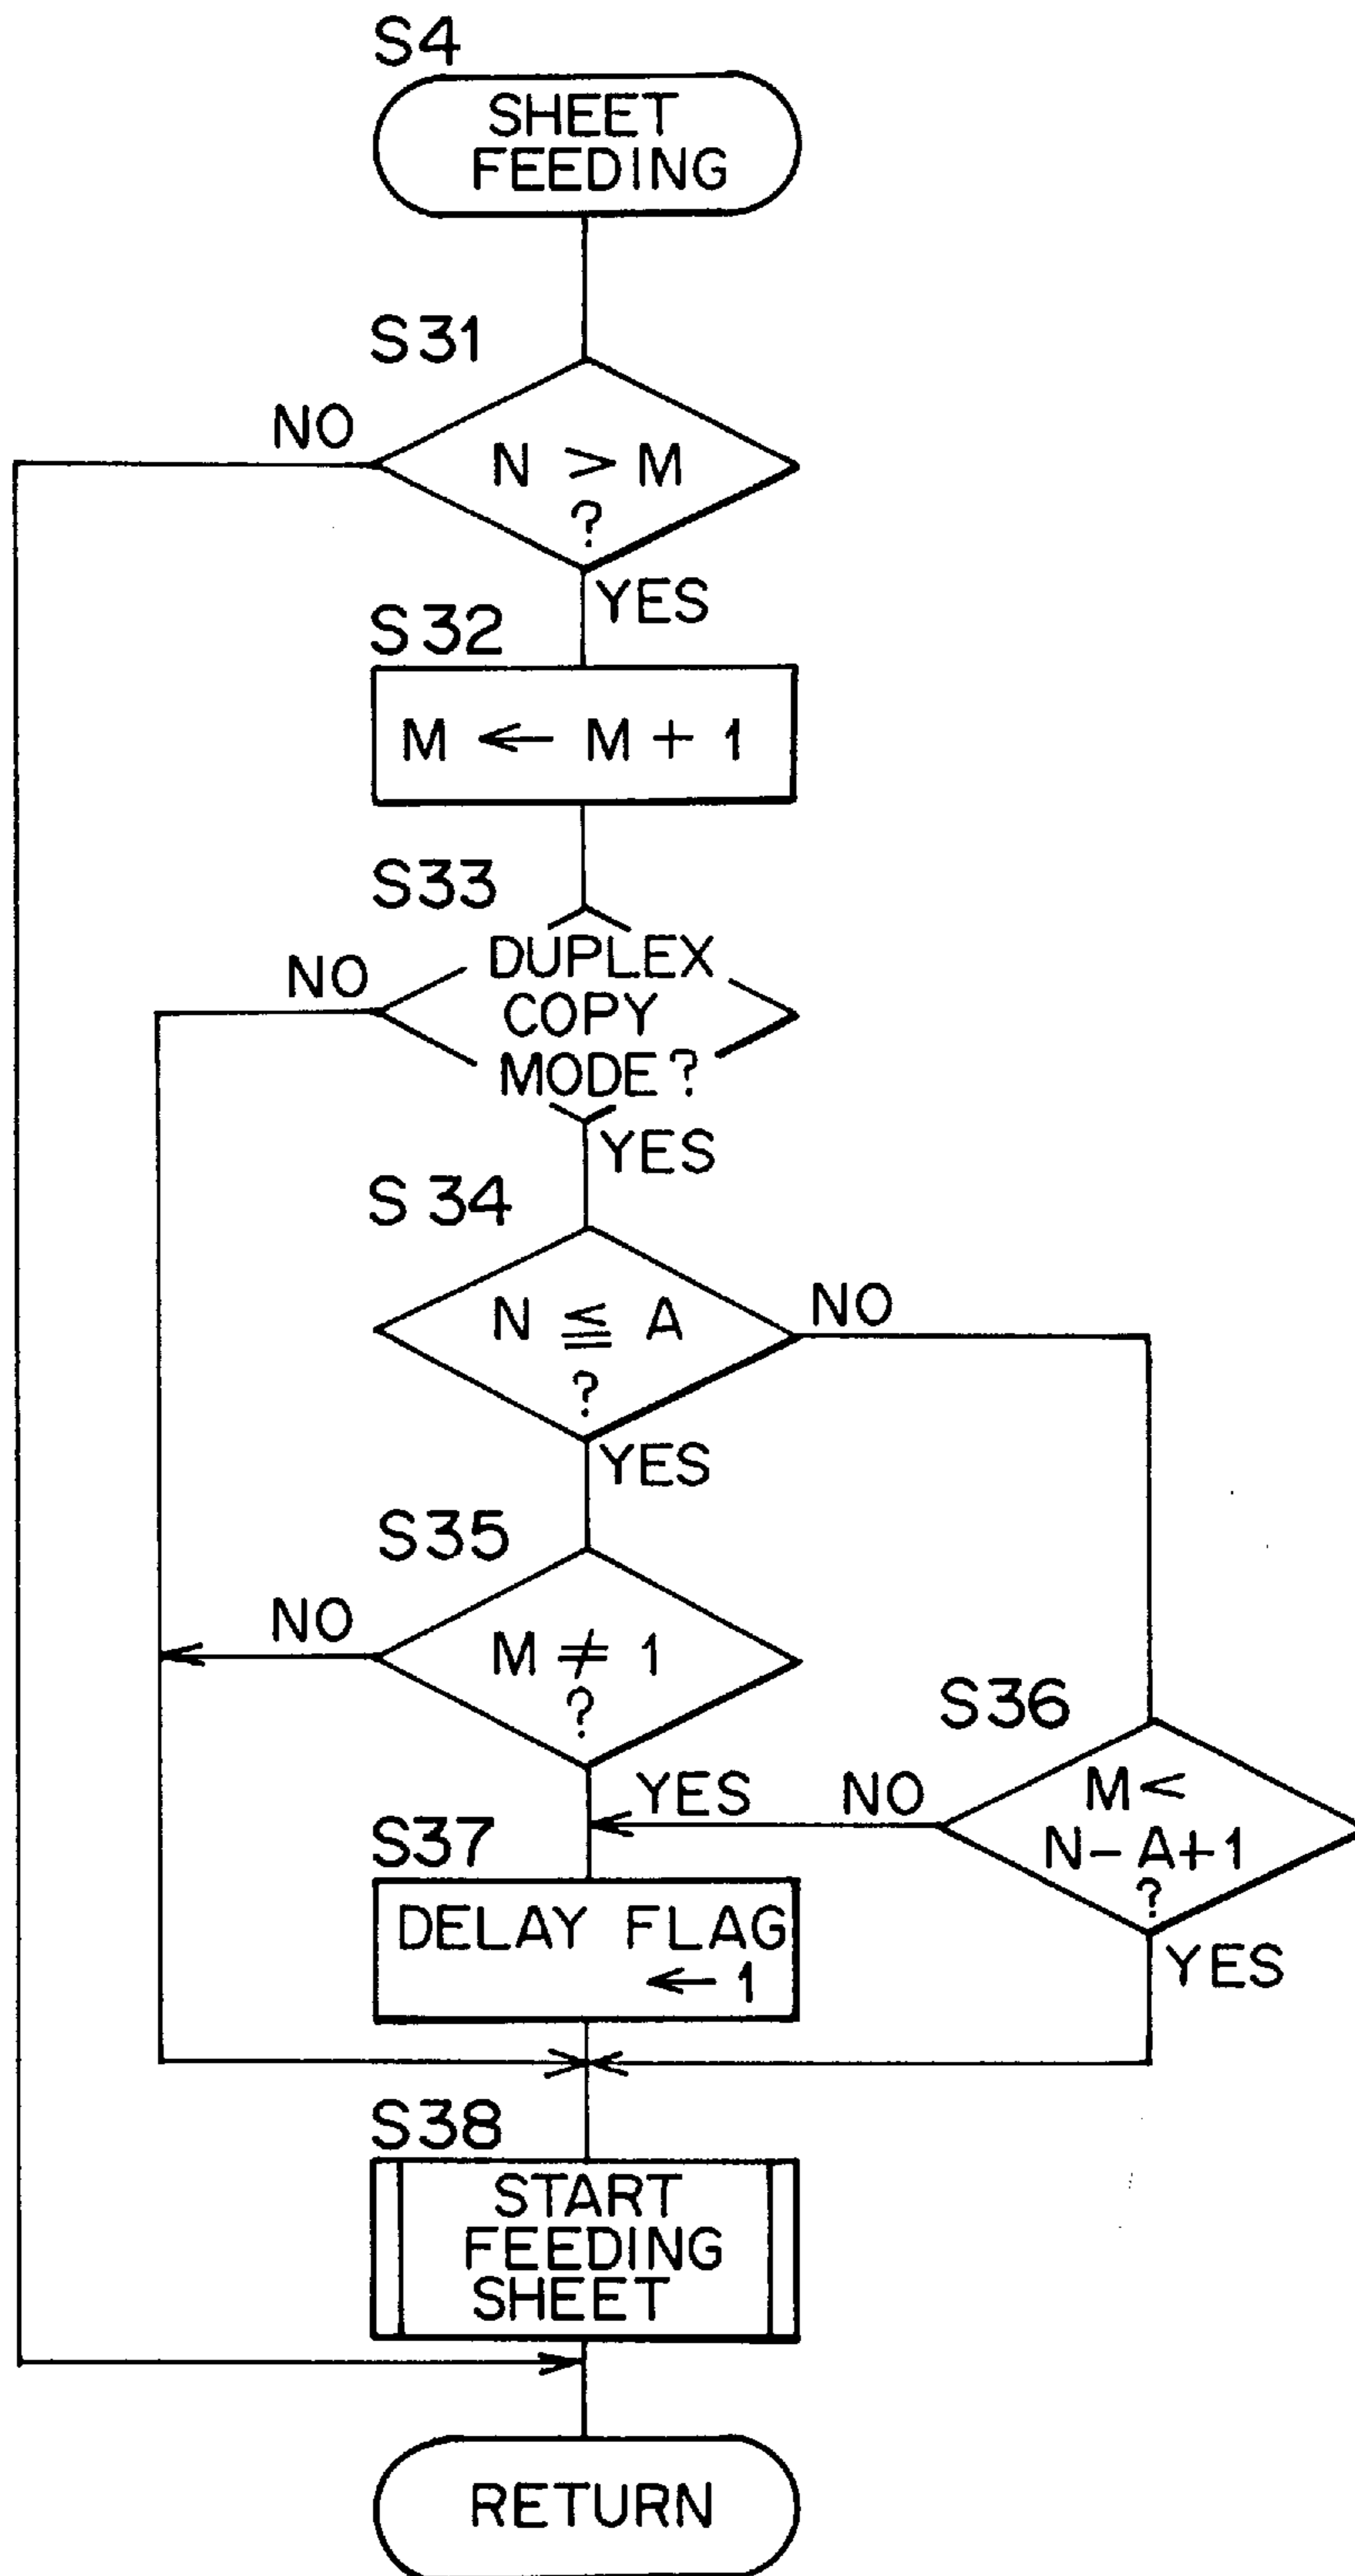 S4
SHEET
FEEDING
S31
NO
N > M
?
YES
S32
M ← M + 1
S33
NO
DUPLEX
COPY
MODE?
YES
S34
N ≦ A
?
NO
YES
S35
NO
M ≠ 1
?
YES
S36
NO
M <
N-A+1
?
YES
S37
DELAY FLAG
← 1
S38
START
FEEDING
SHEET
RETURN